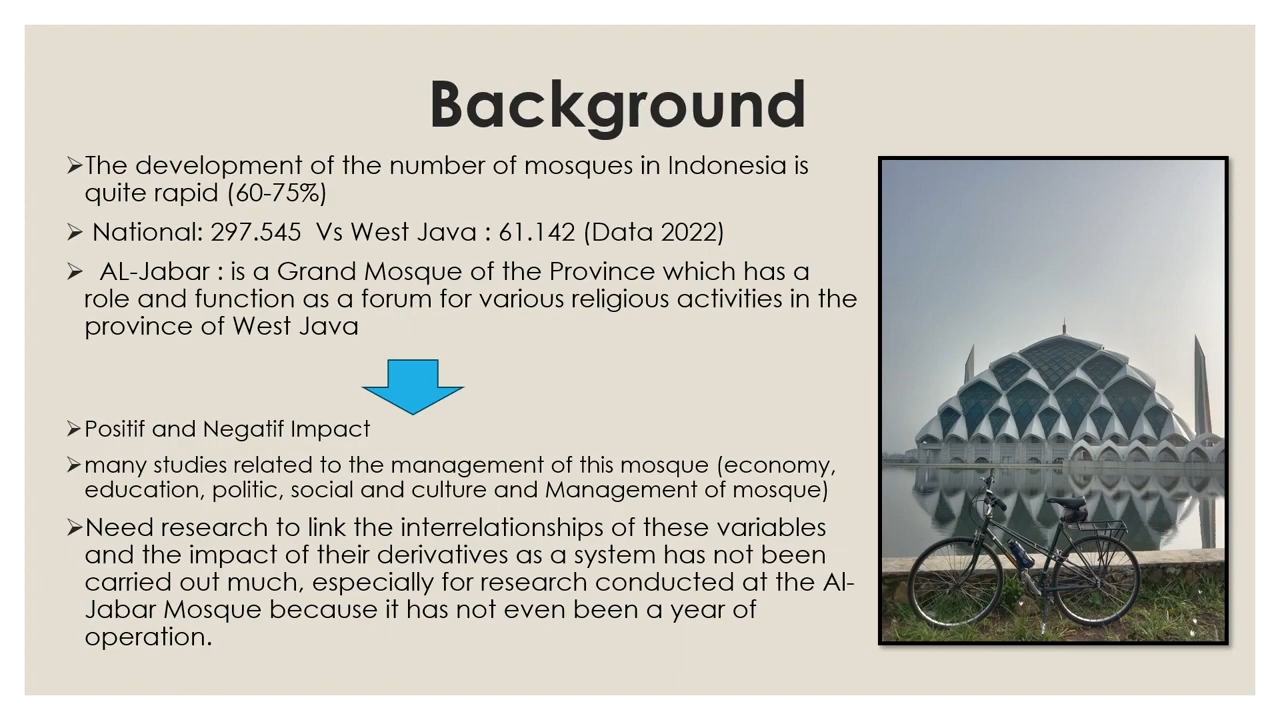 Background
➢The development of the number of mosques in Indonesia is
quite rapid (60-75%)
➢ National: 297.545  Vs West Java : 61.142 (Data 2022)
➢ AL-Jabar : is a Grand Mosque of the Province which has a
role and function as a forum for various religious activities in the
province of West Java
➢Positif and Negatif Impact
➢many studies related to the management of this mosque (economy,
education, politic, social and culture and Management of mosque)
➢Need research to link the interrelationships of these variables
and the impact of their derivatives as a system has not been
carried out much, especially for research conducted at the Al-
Jabar Mosque because it has not even been a year of
operation.